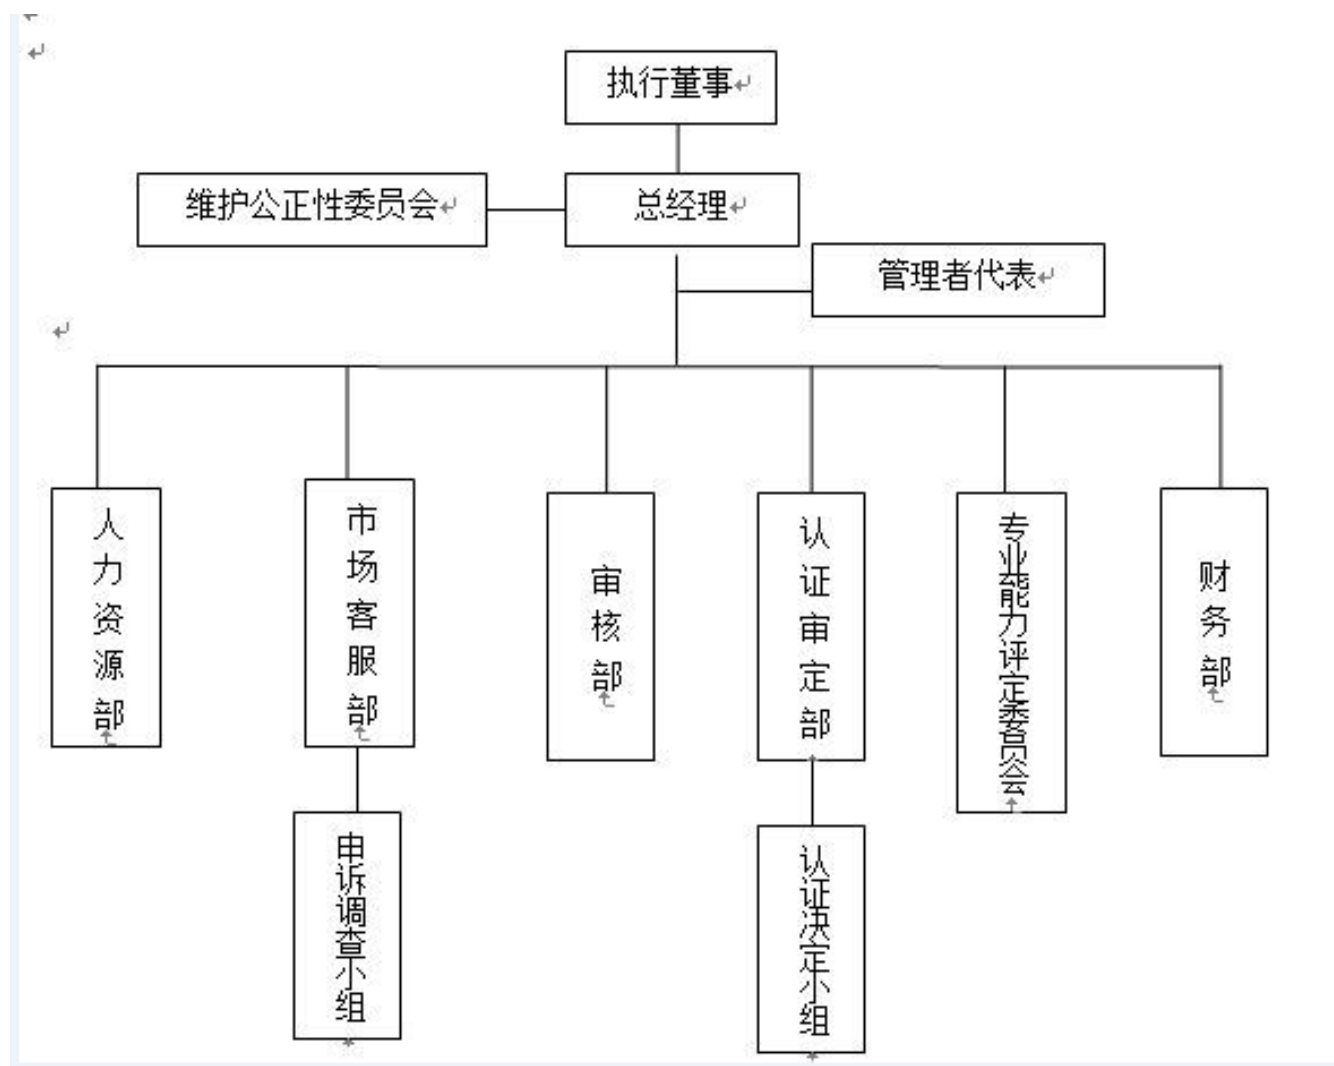 执行董事
维护公正性委员会
总经理
管理者代表
人力资源部
市场客服部
审核部
认证审定部
专业能力评定委员会
财务部
申诉调查小组
认证决定小组